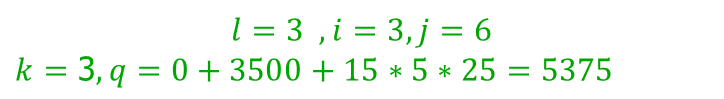 l = 3 , i = 3, j = 6
k = 3, q = 0 + 3500 + 15 * 5 * 25 = 5375